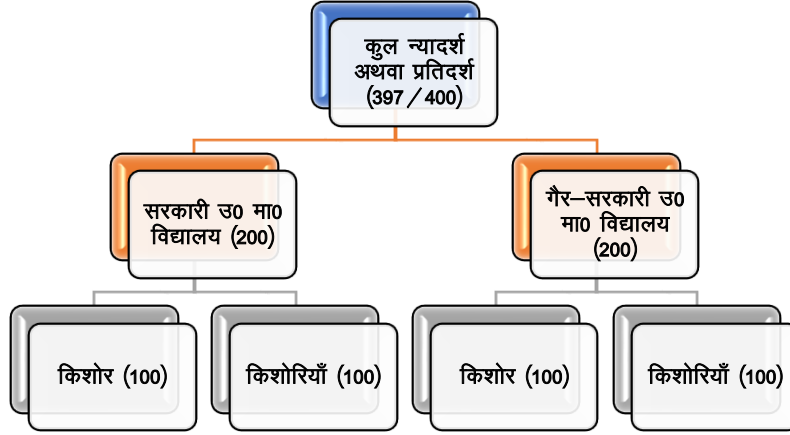 कुल न्यादर्श
अथवा प्रतिदर्श
(397/400)
सरकारी उ0 मा0
विद्यालय (200)
गैर–सरकारी उ0
मा0 विद्यालय
(200)
किशोर (100)
किशोरियाँ (100)
किशोर (100)
किशोरियाँ (100)